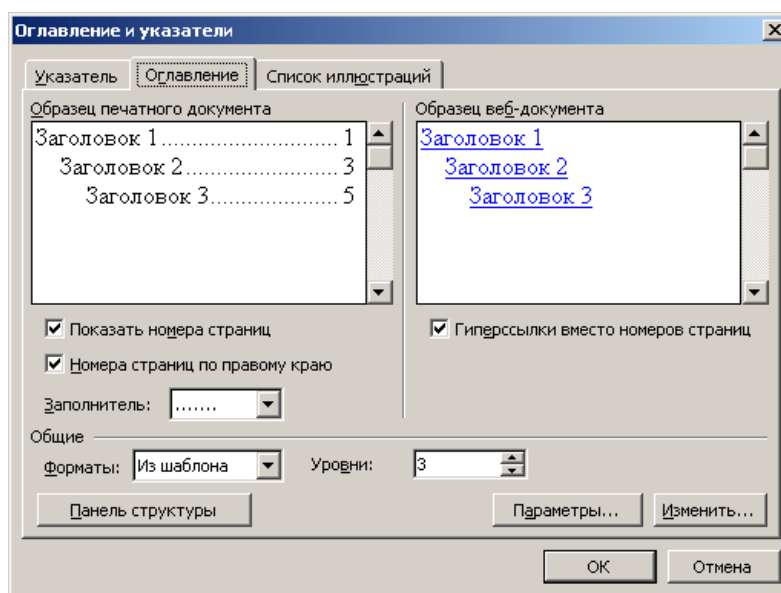 Оглавление и указатели
Указатель Оглавление Список иллюстраций
Образец печатного документа
Заголовок 1............................ 1
Заголовок 2....................... 3
Заголовок 3................... 5
Образец веб-документа
Заголовок 1
Заголовок 2
Заголовок 3
Показать номера страниц
Номера страниц по правому краю
Заполнитель: .......
Гиперссылки вместо номеров страниц
Общие
Форматы: Из шаблона Уровни: 3
Панель структуры Параметры... Изменить...
ОК Отмена